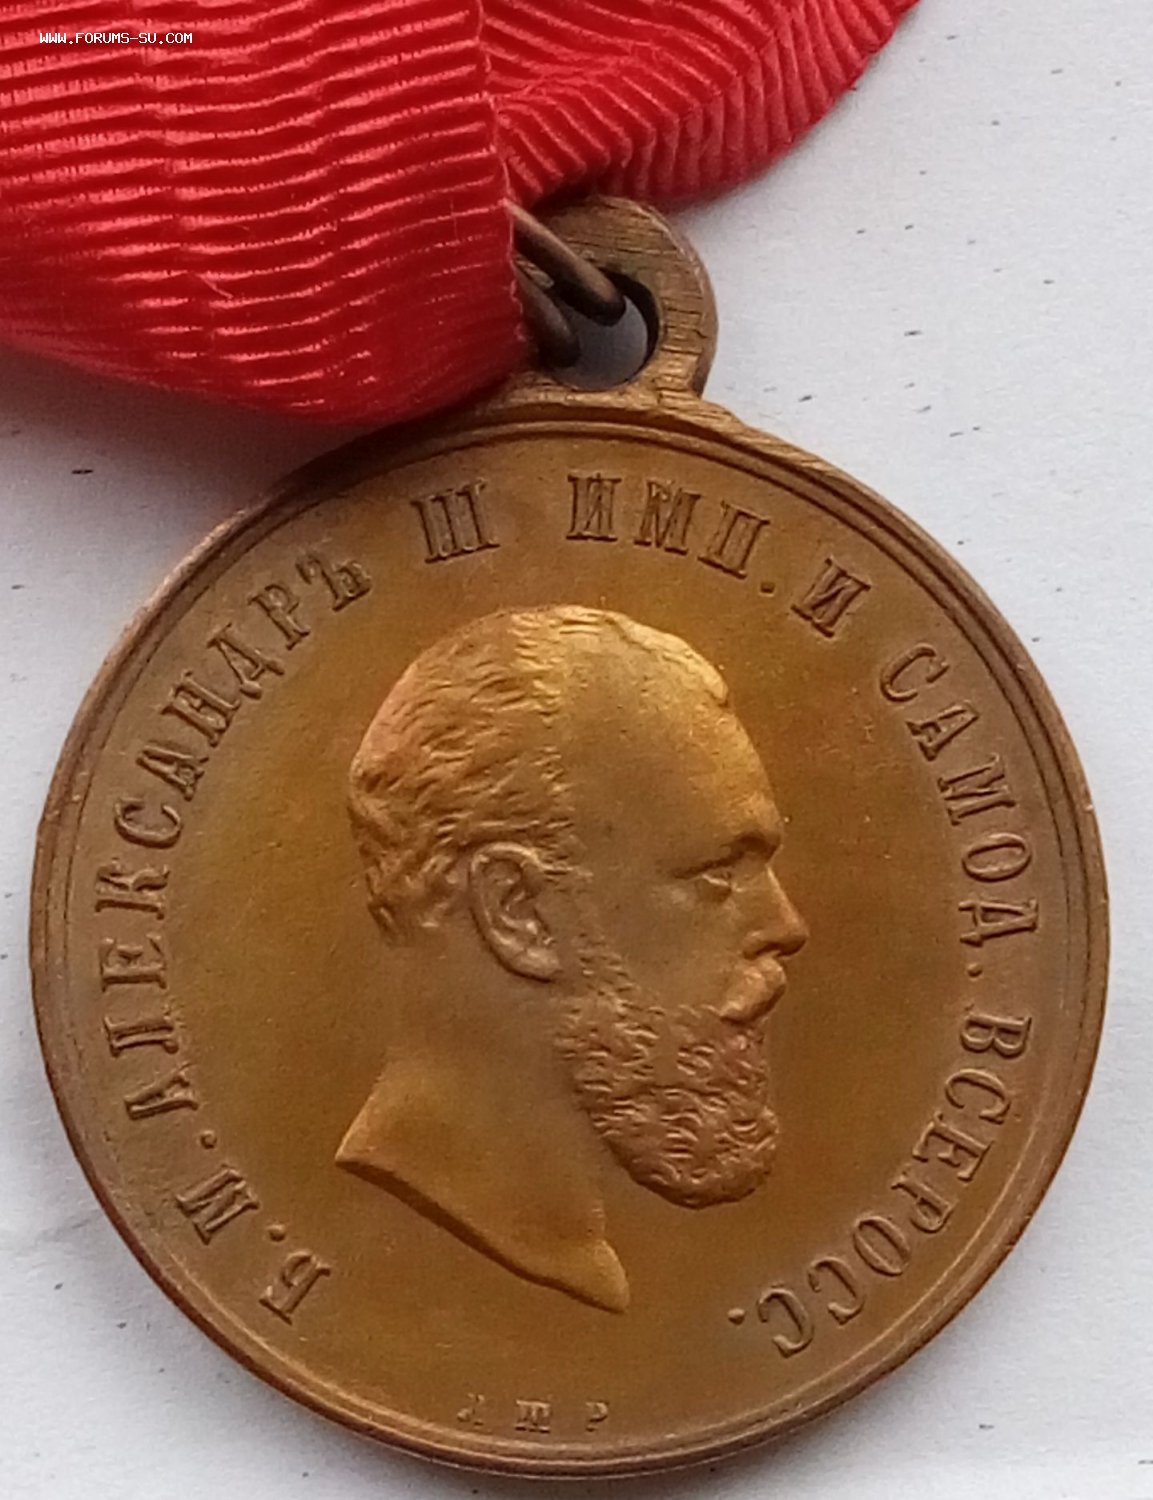 WWW.FORUMS-SU.COM
Б. М. АЛЕКСАНДРЪ III ИМП. И САМОД. ВСЕРОСС.